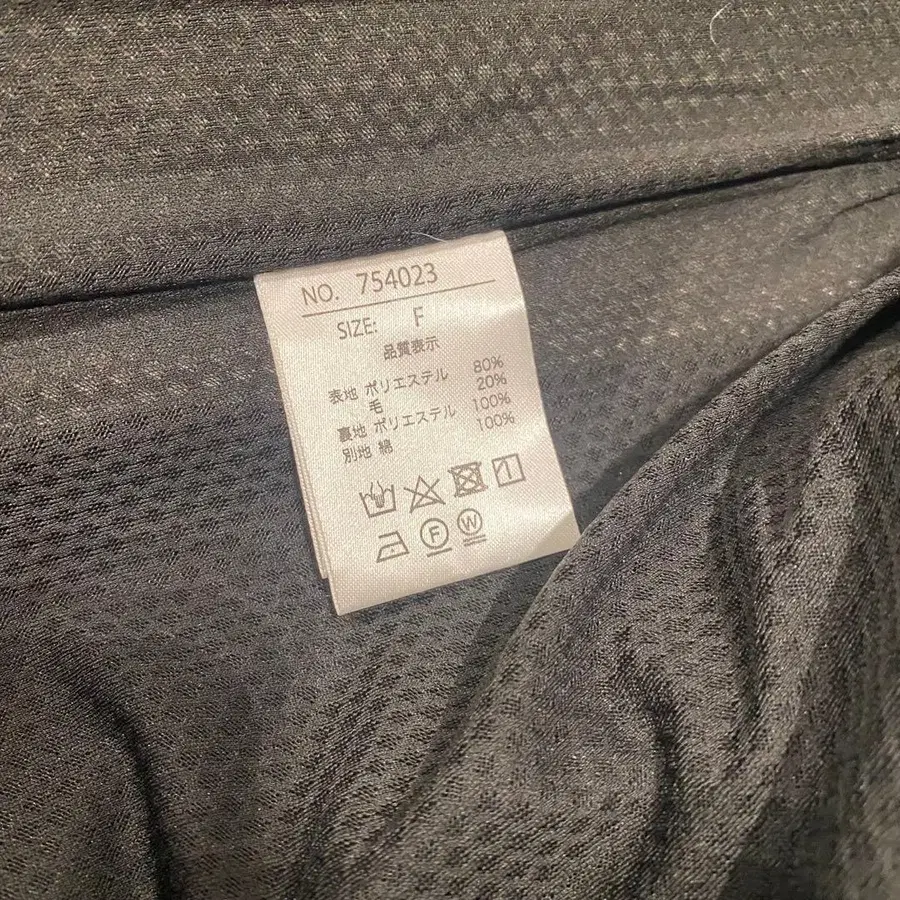 NO. 754023
SIZE: F
品質表示
表地 ポリエステル 80%
毛 20%
裏地 ポリエステル 100%
別地 綿 100%
F W